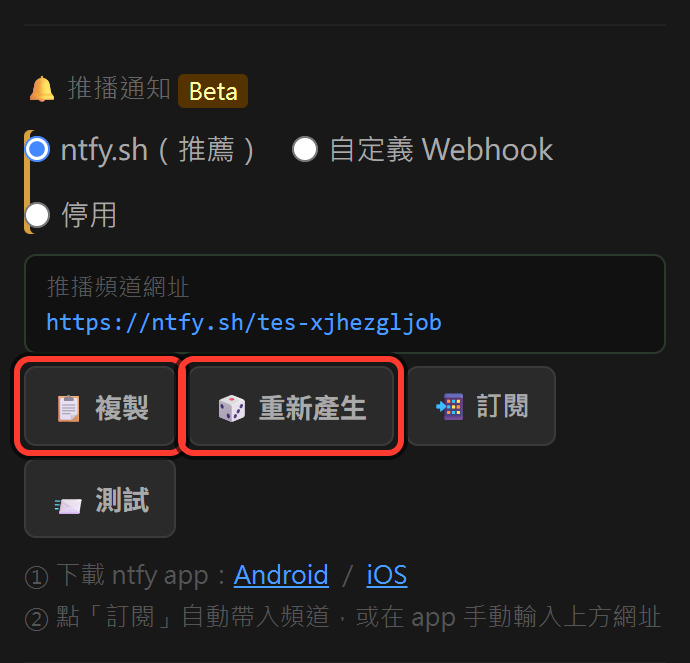 推播通知 Beta
ntfy.sh（推薦） 自定義 Webhook
停用
推播頻道網址
https://ntfy.sh/tes-xjhezgljob
複製 重新產生 訂閱
測試
① 下載 ntfy app：Android / iOS
② 點「訂閱」自動帶入頻道，或在 app 手動輸入上方網址